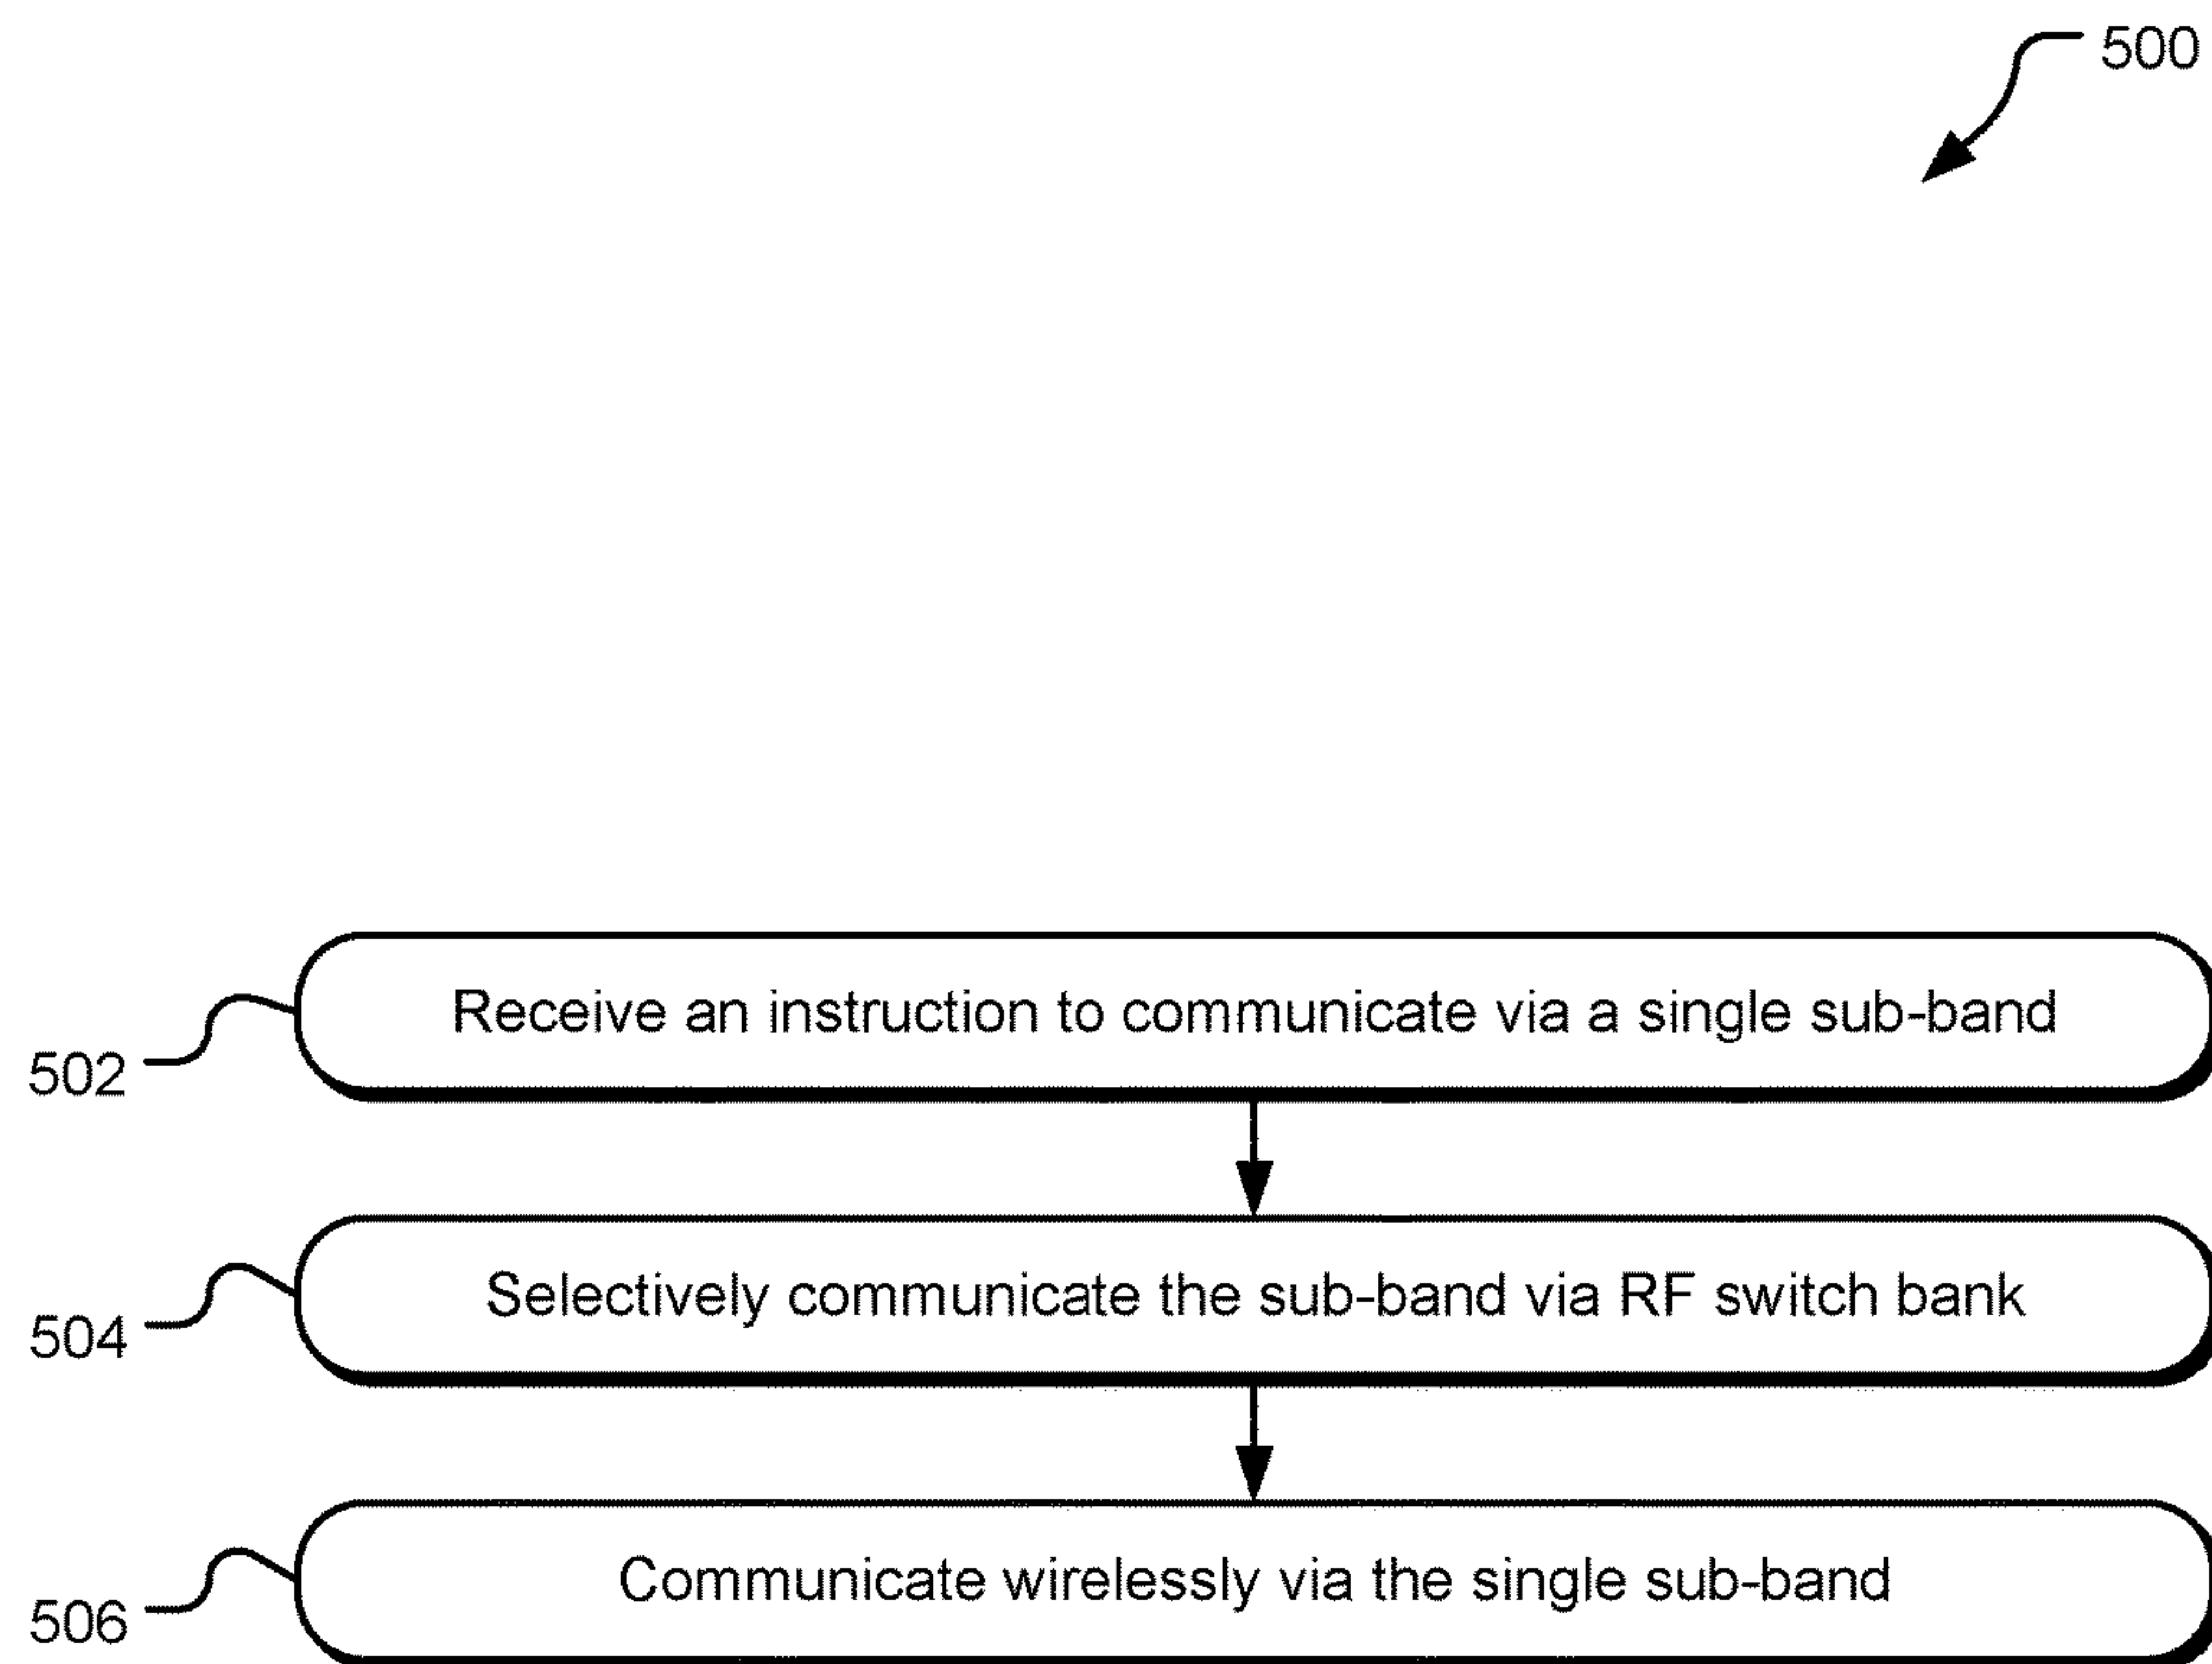 500
Receive an instruction to communicate via a single sub-band
502
Selectively communicate the sub-band via RF switch bank
504
Communicate wirelessly via the single sub-band
506